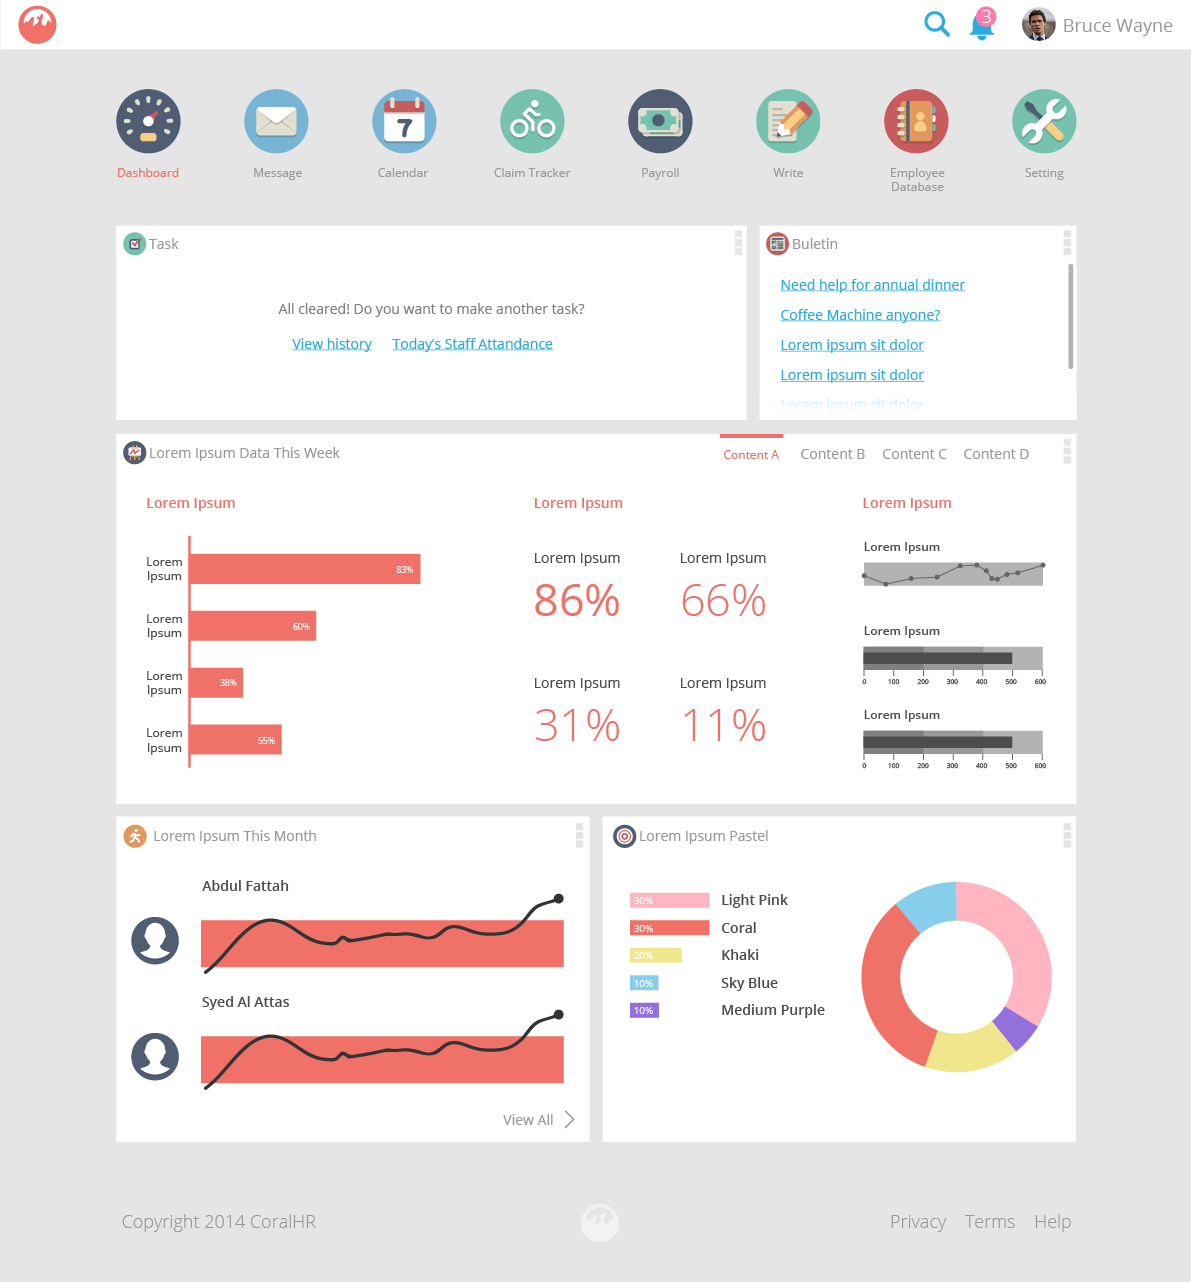 3
Bruce Wayne
Dashboard
Message
7
Calendar
Claim Tracker
Payroll
Write
Employee
Database
Setting
Task
All cleared! Do you want to make another task?
View history
Today's Staff Attandance
Buletin
Need help for annual dinner
Coffee Machine anyone?
Lorem ipsum sit dolor
Lorem ipsum sit dolor
Lorem ipsum sit dolor
Lorem Ipsum Data This Week
Content A
Content B
Content C
Content D
Lorem Ipsum
Lorem
Ipsum
83%
Lorem
Ipsum
60%
Lorem
Ipsum
38%
Lorem
Ipsum
55%
Lorem Ipsum
Lorem Ipsum
86%
Lorem Ipsum
66%
Lorem Ipsum
31%
Lorem Ipsum
11%
Lorem Ipsum
Lorem Ipsum
Lorem Ipsum
0 100 200 300 400 500 600
Lorem Ipsum
0 100 200 300 400 500 600
Lorem Ipsum This Month
Abdul Fattah
Syed Al Attas
View All
Lorem Ipsum Pastel
30% Light Pink
30% Coral
20% Khaki
10% Sky Blue
10% Medium Purple
Copyright 2014 CoralHR
Privacy
Terms
Help